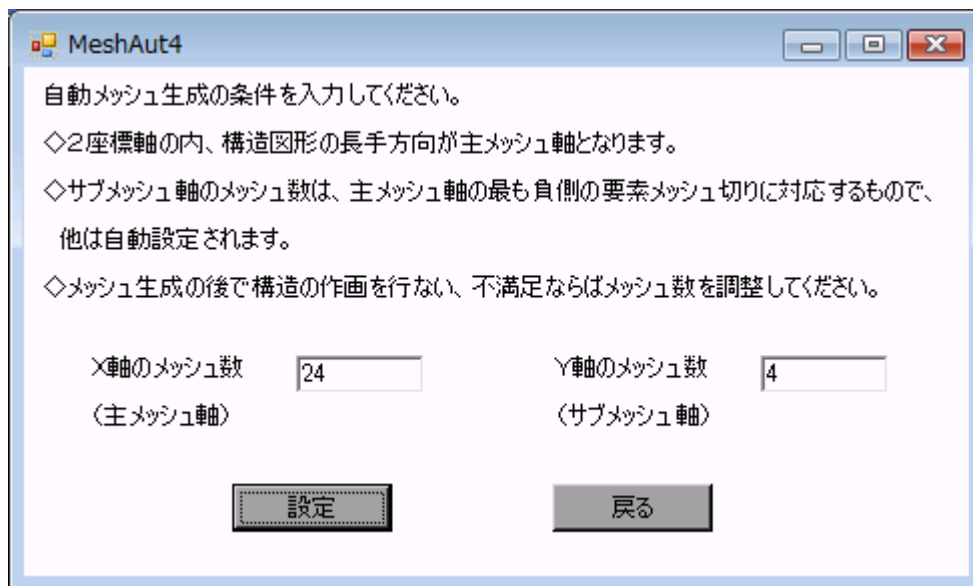 MeshAut4
自動メッシュ生成の条件を入力してください。
◇2座標軸の内、構造図形の長手方向が主メッシュ軸となります。
◇サブメッシュ軸のメッシュ数は、主メッシュ軸の最も負側の要素メッシュ切りに対応するもので、
他は自動設定されます。
◇メッシュ生成の後で構造の作画を行ない、不満足ならばメッシュ数を調整してください。
X軸のメッシュ数 24 Y軸のメッシュ数 4
(主メッシュ軸) (サブメッシュ軸)
設定 戻る